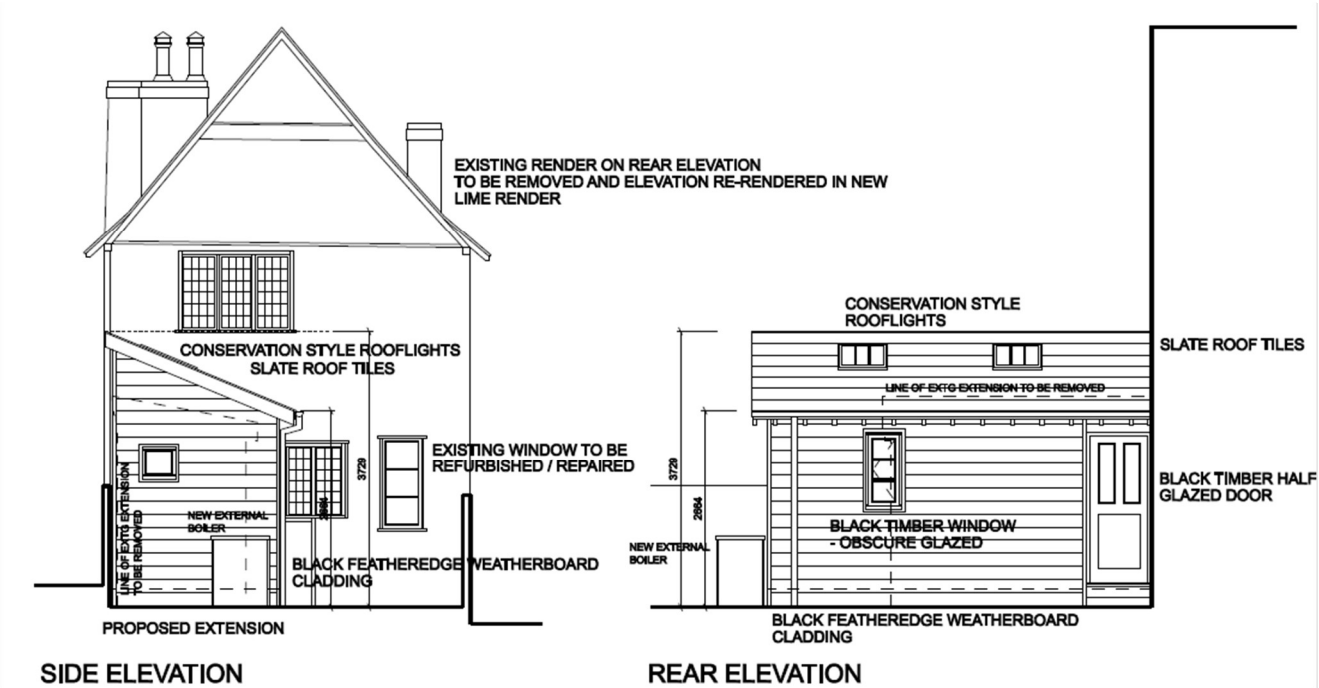 EXISTING RENDER ON REAR ELEVATION
TO BE REMOVED AND ELEVATION RE-RENDERED IN NEW
LIME RENDER
CONSERVATION STYLE ROOFLIGHTS
SLATE ROOF TILES
EXISTING WINDOW TO BE
REFURBISHED / REPAIRED
3729
2664
LINE OF EXTG EXTENSION
TO BE REMOVED
NEW EXTERNAL
BOILER
BLACK FEATHEREDGE WEATHERBOARD
CLADDING
PROPOSED EXTENSION
SIDE ELEVATION
CONSERVATION STYLE
ROOFLIGHTS
SLATE ROOF TILES
LINE OF EXTG EXTENSION TO BE REMOVED
3729
2664
BLACK TIMBER HALF
GLAZED DOOR
BLACK TIMBER WINDOW
- OBSCURE GLAZED
NEW EXTERNAL
BOILER
BLACK FEATHEREDGE WEATHERBOARD
CLADDING
REAR ELEVATION